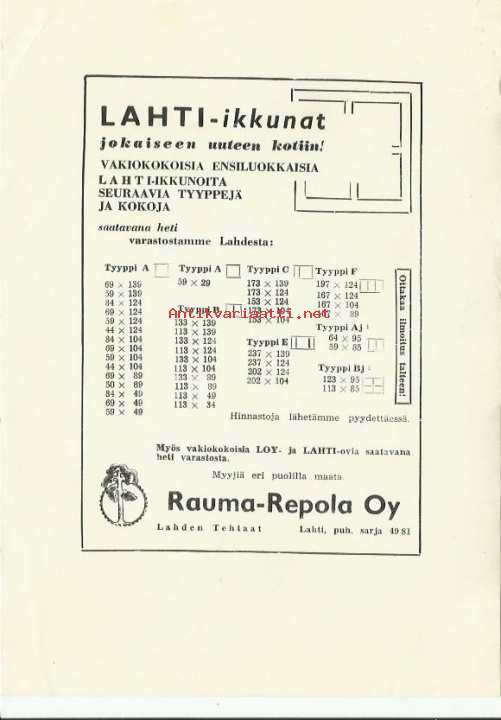 LAHTI-ikkunat
jokaiseen uuteen kotiin!
VAKIOKOKOISIA ENSILUOKKAISIA
LAHTI-IKKUNOITA
SEURAAVIA TYYPPEJÄ
JA KOKOJA
saatavana heti
varastostamme Lahdesta:
Tyyppi A
69 × 139
59 × 139
84 × 124
69 × 124
59 × 124
44 × 124
84 × 104
69 × 104
59 × 104
44 × 104
69 × 89
50 × 89
84 × 49
69 × 49
59 × 49
Tyyppi A
59 × 29
Tyyppi B
133 × 139
113 × 139
133 × 124
113 × 124
133 × 104
113 × 104
133 × 89
113 × 89
113 × 49
113 × 34
Tyyppi C
173 × 139
173 × 124
153 × 124
173 × 104
153 × 104
Tyyppi E
237 × 139
237 × 124
202 × 124
202 × 104
Tyyppi F
197 × 124
167 × 124
167 × 104
× 89
Tyyppi Aj
64 × 95
59 × 85
Tyyppi Bj
123 × 95
113 × 85
Ottakaa ilmoitus talteen!
Antikvariaatti.net
Hinnastoja lähetämme pyydettäessä.
Myös vakiokokoisia LOY- ja LAHTI-ovia saatavana
heti varastosta.
Myyjiä eri puolilla maata.
Rauma-Repola Oy
Lahden Tehtaat Lahti, puh. sarja 4981